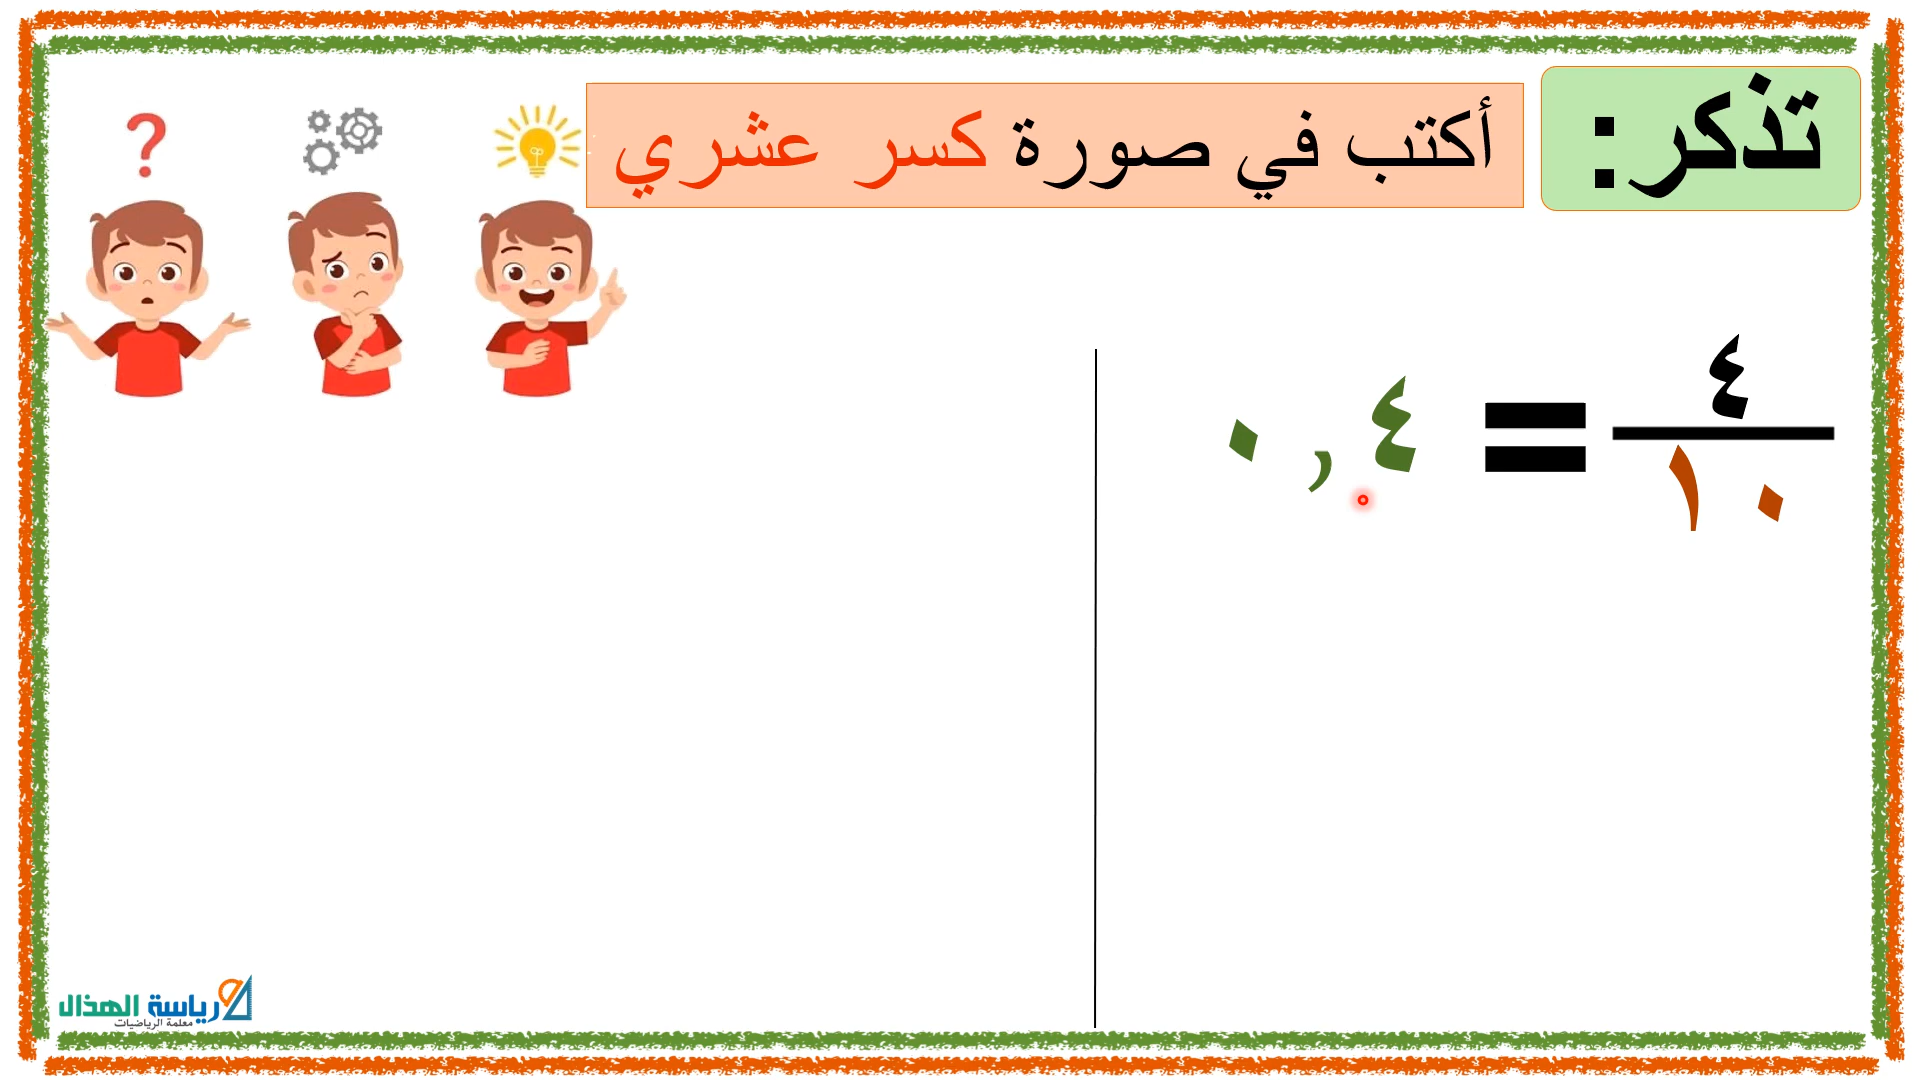 تذكر:
أكتب في صورة كسر عشري
٤
١٠
=
٠,٤
رياسة الهذال
معلمة الرياضيات